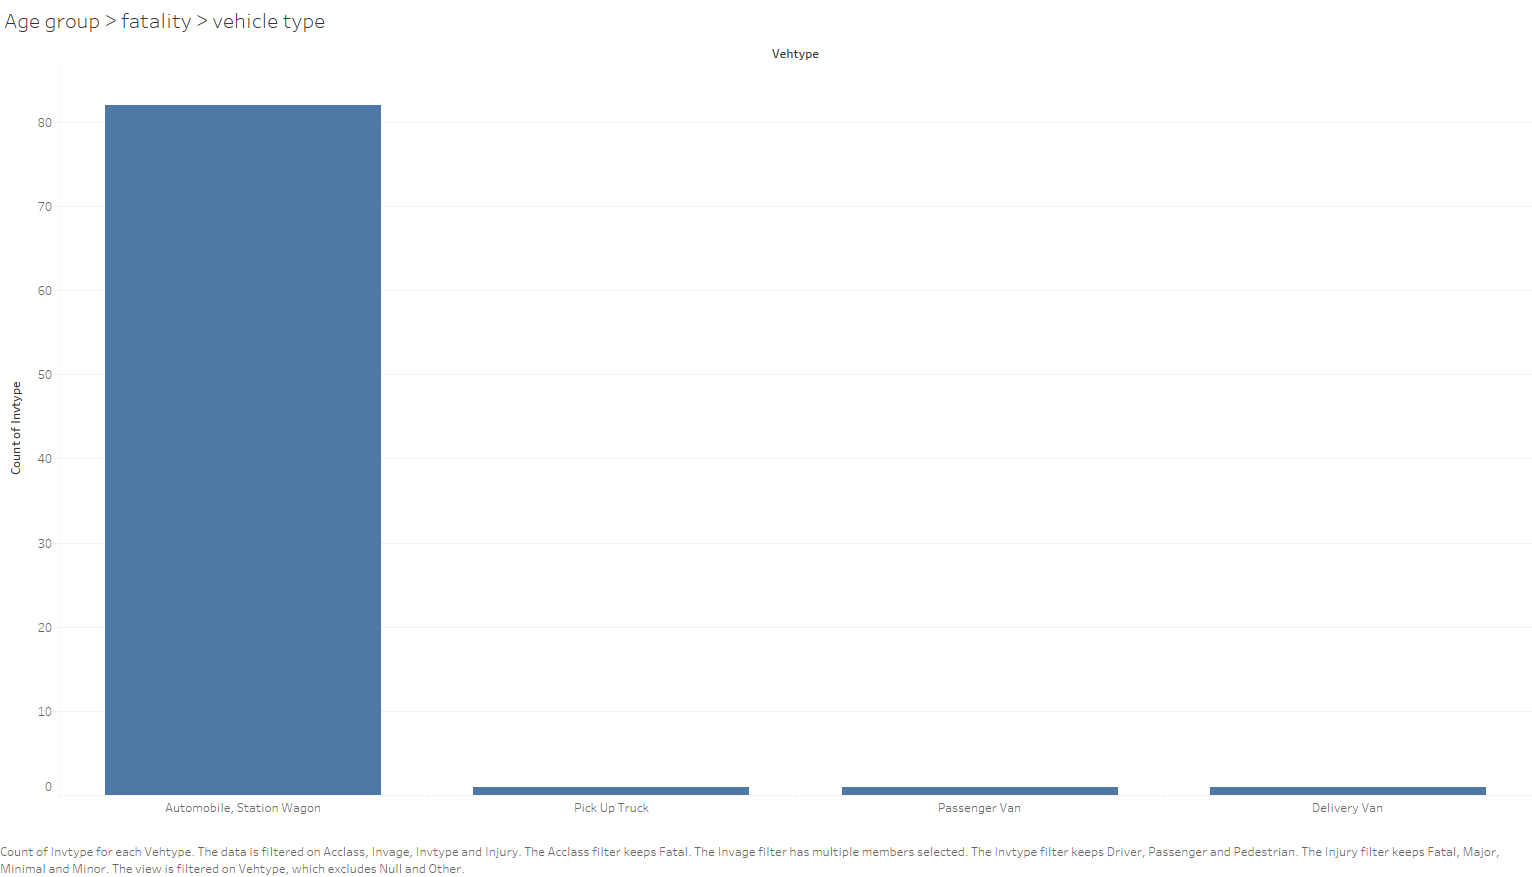 Age group > fatality > vehicle type
Vehtype
Count of Invtype
80
70
60
50
40
30
20
10
0
Automobile, Station Wagon
Pick Up Truck
Passenger Van
Delivery Van
Count of Invtype for each Vehtype. The data is filtered on Acclass, Invage, Invtype and Injury. The Acclass filter keeps Fatal. The Invage filter has multiple members selected. The Invtype filter keeps Driver, Passenger and Pedestrian. The Injury filter keeps Fatal, Major,
Minimal and Minor. The view is filtered on Vehtype, which excludes Null and Other.